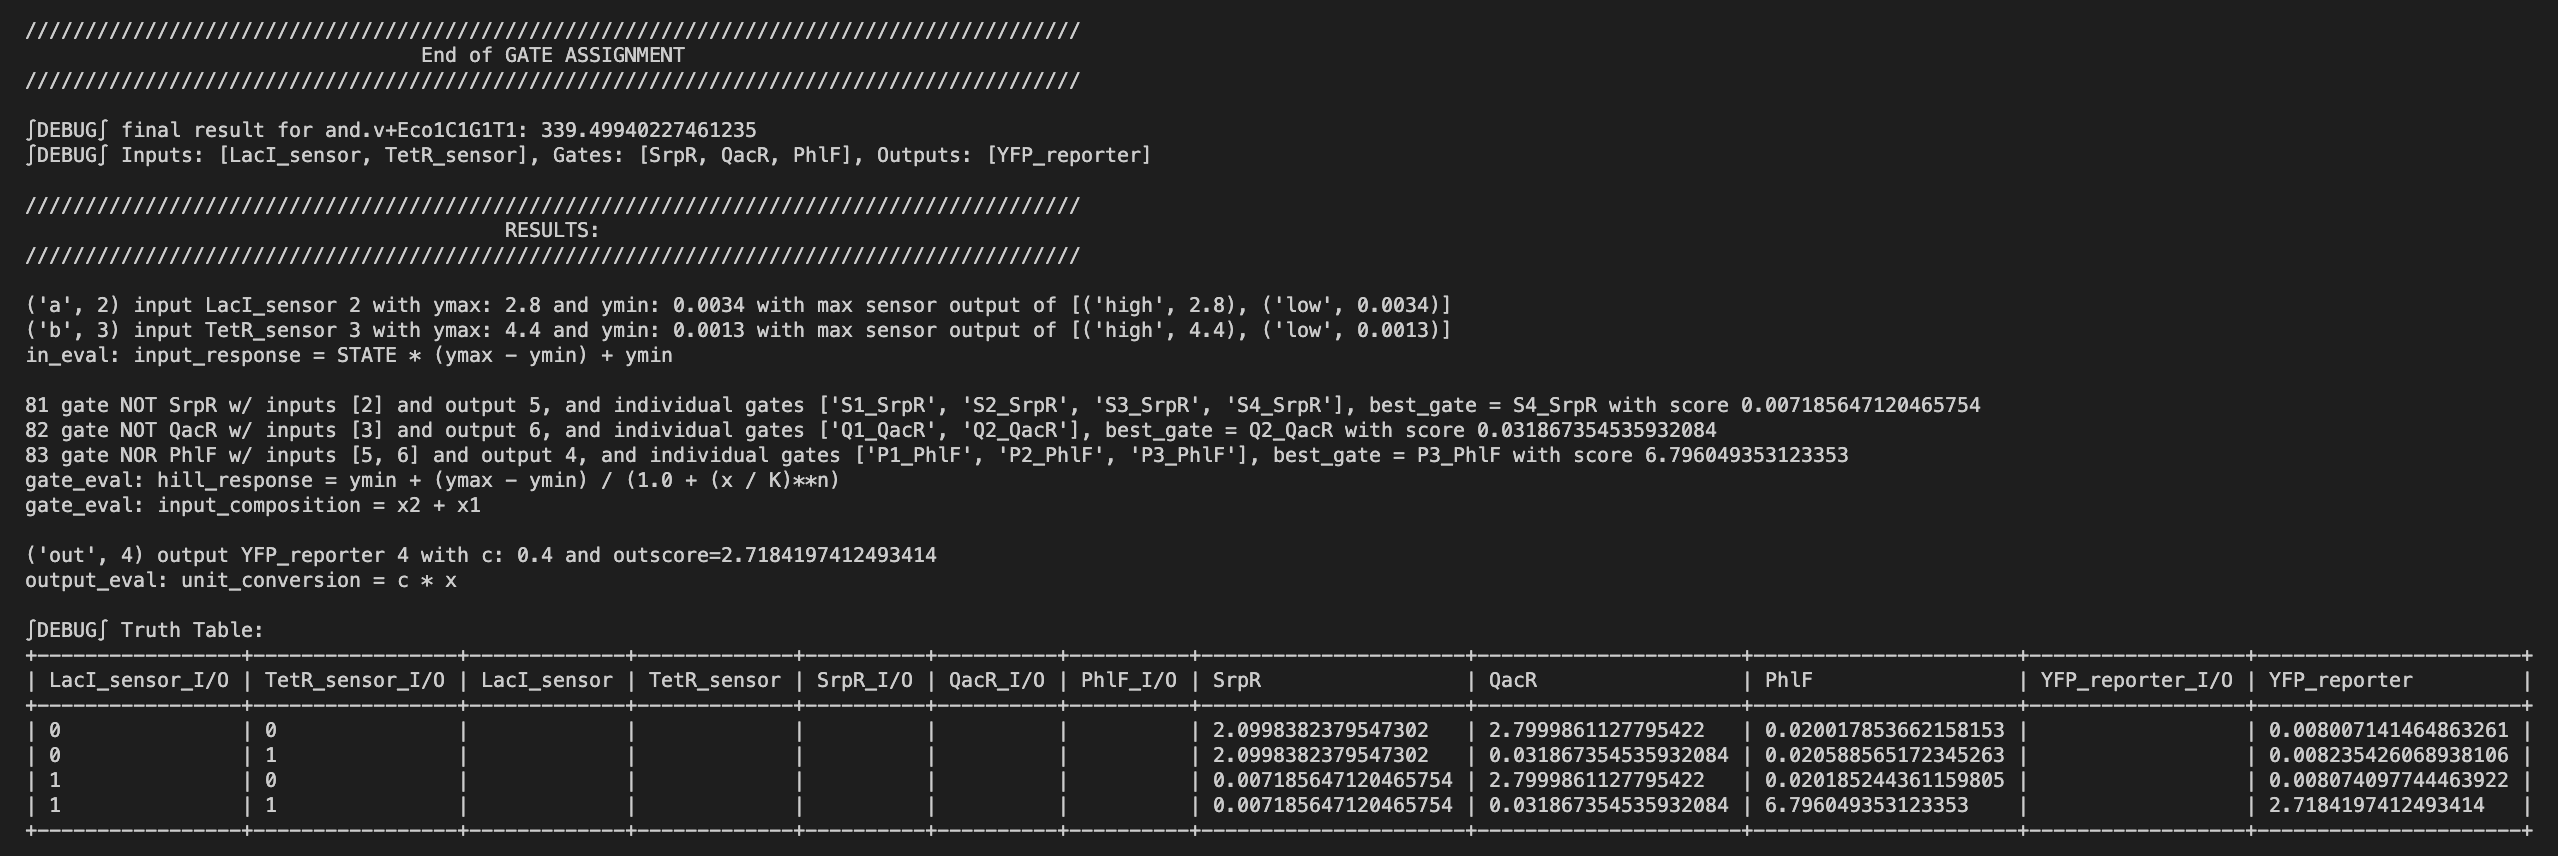 ////////////////////////////////////////////////////////////////////////////////////////
End of GATE ASSIGNMENT
////////////////////////////////////////////////////////////////////////////////////////
∫DEBUG∫ final result for and.v+Eco1C1G1T1: 339.49940227461235
∫DEBUG∫ Inputs: [LacI_sensor, TetR_sensor], Gates: [SrpR, QacR, PhlF], Outputs: [YFP_reporter]
////////////////////////////////////////////////////////////////////////////////////////
RESULTS:
////////////////////////////////////////////////////////////////////////////////////////
('a', 2) input LacI_sensor 2 with ymax: 2.8 and ymin: 0.0034 with max sensor output of [('high', 2.8), ('low', 0.0034)]
('b', 3) input TetR_sensor 3 with ymax: 4.4 and ymin: 0.0013 with max sensor output of [('high', 4.4), ('low', 0.0013)]
in_eval: input_response = STATE * (ymax - ymin) + ymin
81 gate NOT SrpR w/ inputs [2] and output 5, and individual gates ['S1_SrpR', 'S2_SrpR', 'S3_SrpR', 'S4_SrpR'], best_gate = S4_SrpR with score 0.007185647120465754
82 gate NOT QacR w/ inputs [3] and output 6, and individual gates ['Q1_QacR', 'Q2_QacR'], best_gate = Q2_QacR with score 0.031867354535932084
83 gate NOR PhlF w/ inputs [5, 6] and output 4, and individual gates ['P1_PhlF', 'P2_PhlF', 'P3_PhlF'], best_gate = P3_PhlF with score 6.796049353123353
gate_eval: hill_response = ymin + (ymax - ymin) / (1.0 + (x / K)**n)
gate_eval: input_composition = x2 + x1
('out', 4) output YFP_reporter 4 with c: 0.4 and outscore=2.7184197412493414
output_eval: unit_conversion = c * x
∫DEBUG∫ Truth Table:
+-----------------+-----------------+-------------+-------------+----------+----------+----------+----------------------+----------------------+----------------------+------------------+----------------------+
| LacI_sensor_I/O | TetR_sensor_I/O | LacI_sensor | TetR_sensor | SrpR_I/O | QacR_I/O | PhlF_I/O | SrpR                 | QacR                 | PhlF                 | YFP_reporter_I/O | YFP_reporter         |
+-----------------+-----------------+-------------+-------------+----------+----------+----------+----------------------+----------------------+----------------------+------------------+----------------------+
| 0               | 0               |             |             |          |          |          | 2.0998382379547302   | 2.7999861127795422   | 0.020017853662158153 |                  | 0.008007141464863261 |
| 0               | 1               |             |             |          |          |          | 2.0998382379547302   | 0.031867354535932084 | 0.020588565172345263 |                  | 0.008235426068938106 |
| 1               | 0               |             |             |          |          |          | 0.007185647120465754 | 2.7999861127795422   | 0.020185244361159805 |                  | 0.008074097744463922 |
| 1               | 1               |             |             |          |          |          | 0.007185647120465754 | 0.031867354535932084 | 6.796049353123353    |                  | 2.7184197412493414   |
+-----------------+-----------------+-------------+-------------+----------+----------+----------+----------------------+----------------------+----------------------+------------------+----------------------+